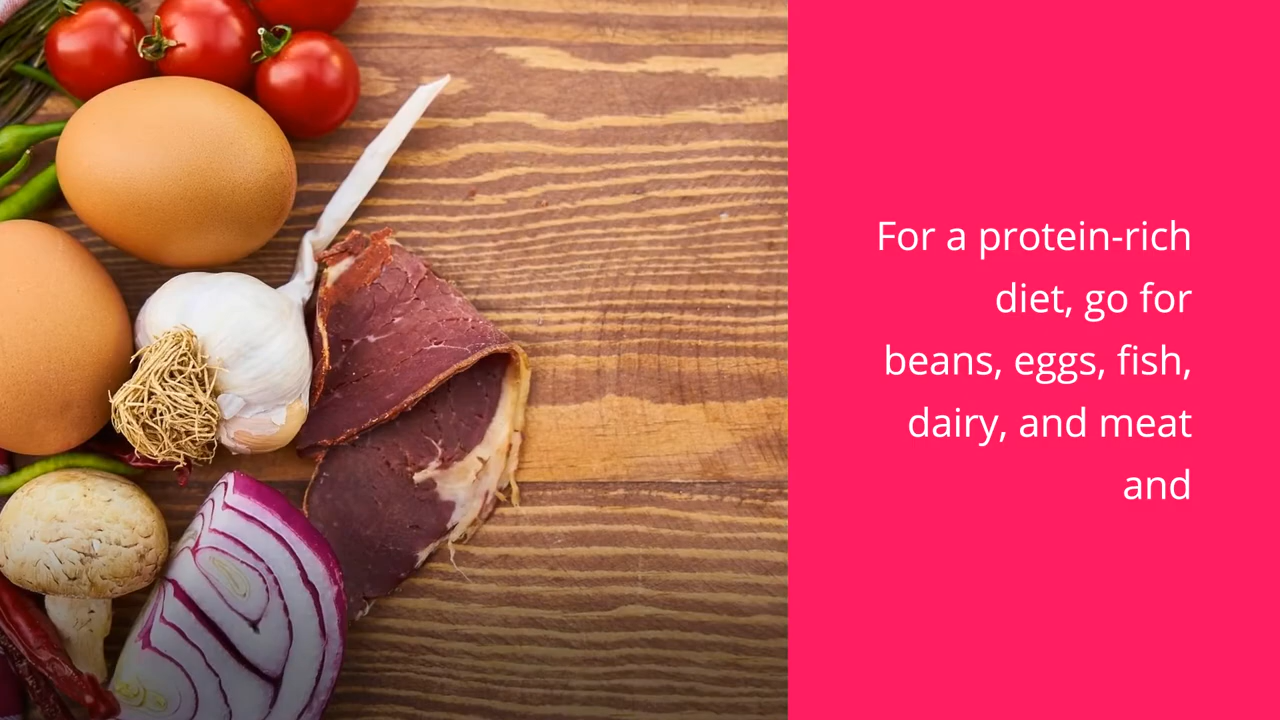 For a protein-rich
diet, go for
beans, eggs, fish,
dairy, and meat
and